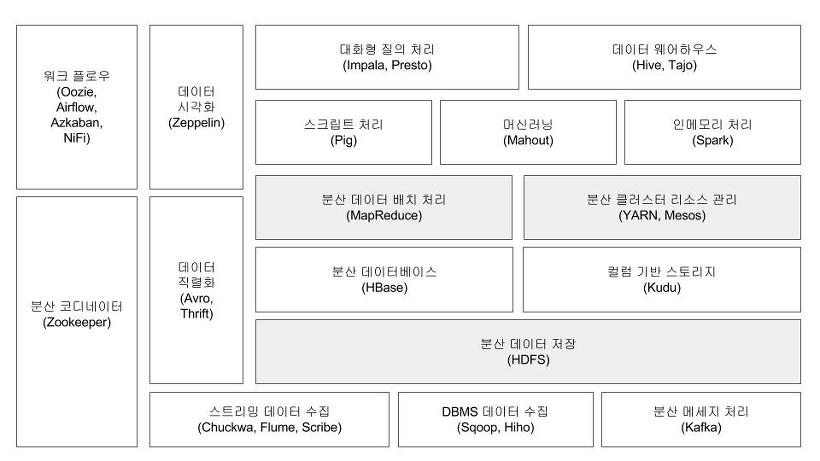 워크 플로우
(Oozie,
Airflow,
Azkaban,
NiFi)
데이터
시각화
(Zeppelin)
대화형 질의 처리
(Impala, Presto)
데이터 웨어하우스
(Hive, Tajo)
스크립트 처리
(Pig)
머신러닝
(Mahout)
인메모리 처리
(Spark)
분산 데이터 배치 처리
(MapReduce)
분산 클러스터 리소스 관리
(YARN, Mesos)
분산 코디네이터
(Zookeeper)
데이터
직렬화
(Avro,
Thrift)
분산 데이터베이스
(HBase)
컬럼 기반 스토리지
(Kudu)
분산 데이터 저장
(HDFS)
스트리밍 데이터 수집
(Chuckwa, Flume, Scribe)
DBMS 데이터 수집
(Sqoop, Hiho)
분산 메세지 처리
(Kafka)